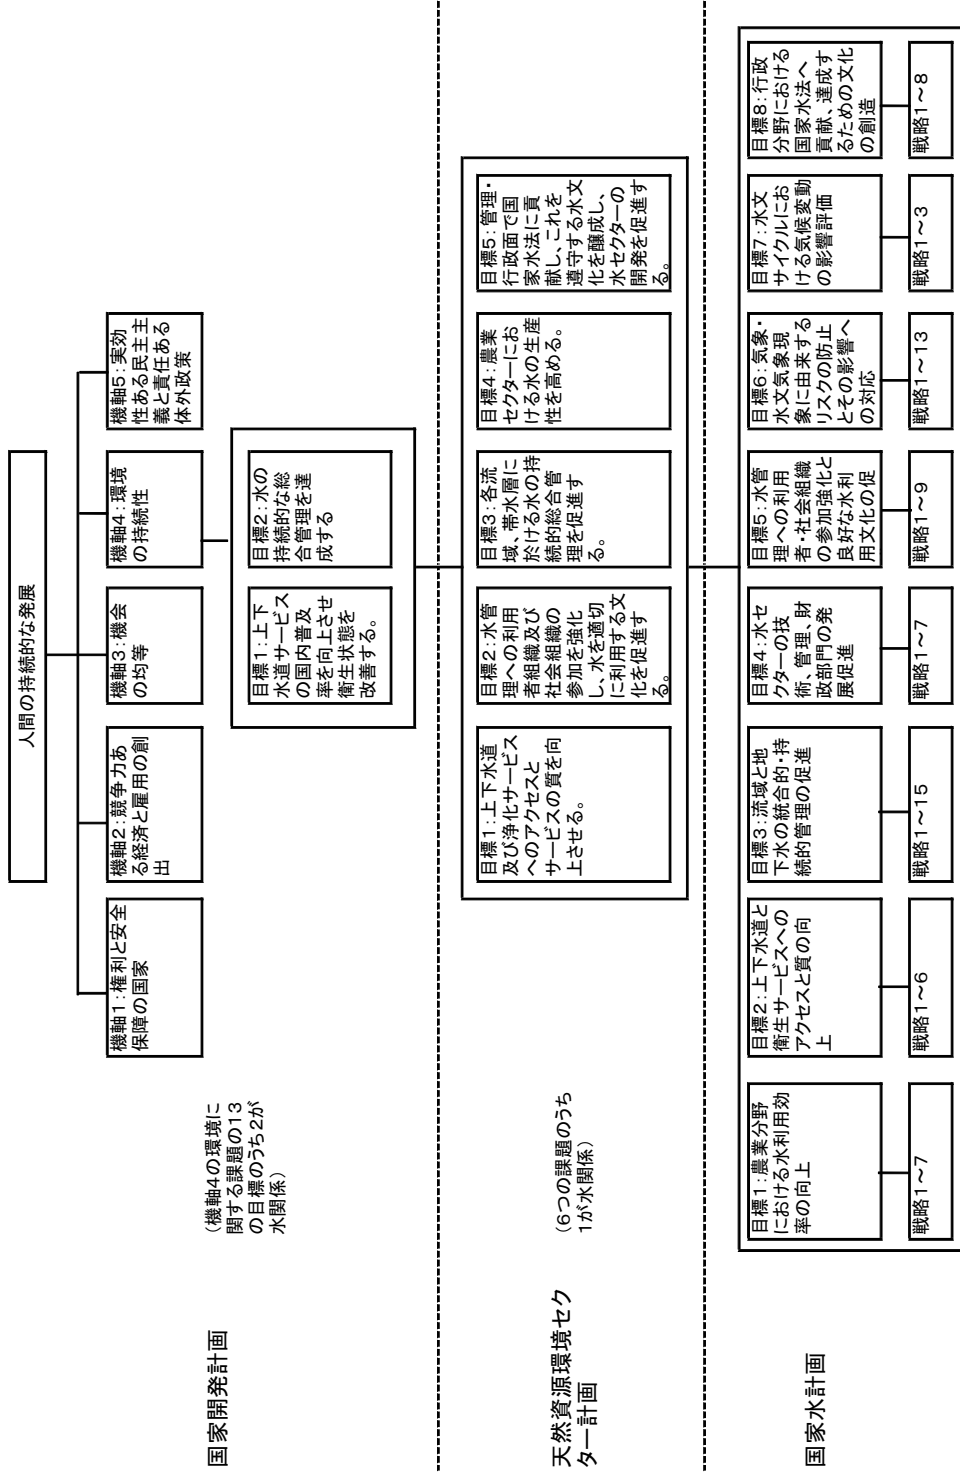 人間の持続的な発展
機軸1:権利と安全
保障の国家
機軸2:競争力あ
る経済と雇用の創
出
機軸3:機会
の均等
機軸4:環境
の持続性
機軸5:実効
性ある民主主
義と責任ある
体外政策
国家開発計画
(機軸4の環境に
関する課題の13
の目標のうち2が
水関係)
目標1:上下
水道サービス
の国内普及
率を向上させ
衛生状態を
改善する。
目標2:水の
持続的な総
合管理を達
成する
天然資源環境セク
ター計画
(6つの課題のうち
1が水関係)
目標1:上下水道
及び浄化サービス
へのアクセスと
サービスの質を向
上させる。
目標2:水管
理への利用
者組織及び
社会組織の
参加を強化
し、水を適切
に利用する文
化を促進す
る。
目標3:各流
域、帯水層に
於ける水の持
続的総合管
理を促進す
る。
目標4:農業
セクターにお
ける水の生産
性を高める。
目標5:管理・
行政面で国
家水法に貢
献し、これを
遵守する水文
化を醸成し、
水セクターの
開発を促進す
る。
国家水計画
目標1:農業分野
における水利用効
率の向上
戦略1~7
目標2:上下水道と
衛生サービスへの
アクセスと質の向
上
戦略1~6
目標3:流域と地
下水の統合的・持
続的管理の促進
戦略1~15
目標4:水セ
クターの技
術、管理、財
政部門の発
展促進
戦略1~7
目標5:水管
理への利用
者・社会組織
の参加強化と
良好な水利
用文化の促
戦略1~9
目標6:気象・
水文気象現
象に由来する
リスクの防止
とその影響へ
の対応
戦略1~13
目標7:水文
サイクルにお
ける気候変動
の影響評価
戦略1~3
目標8:行政
分野における
国家水法へ
貢献、達成す
るための文化
の創造
戦略1~8